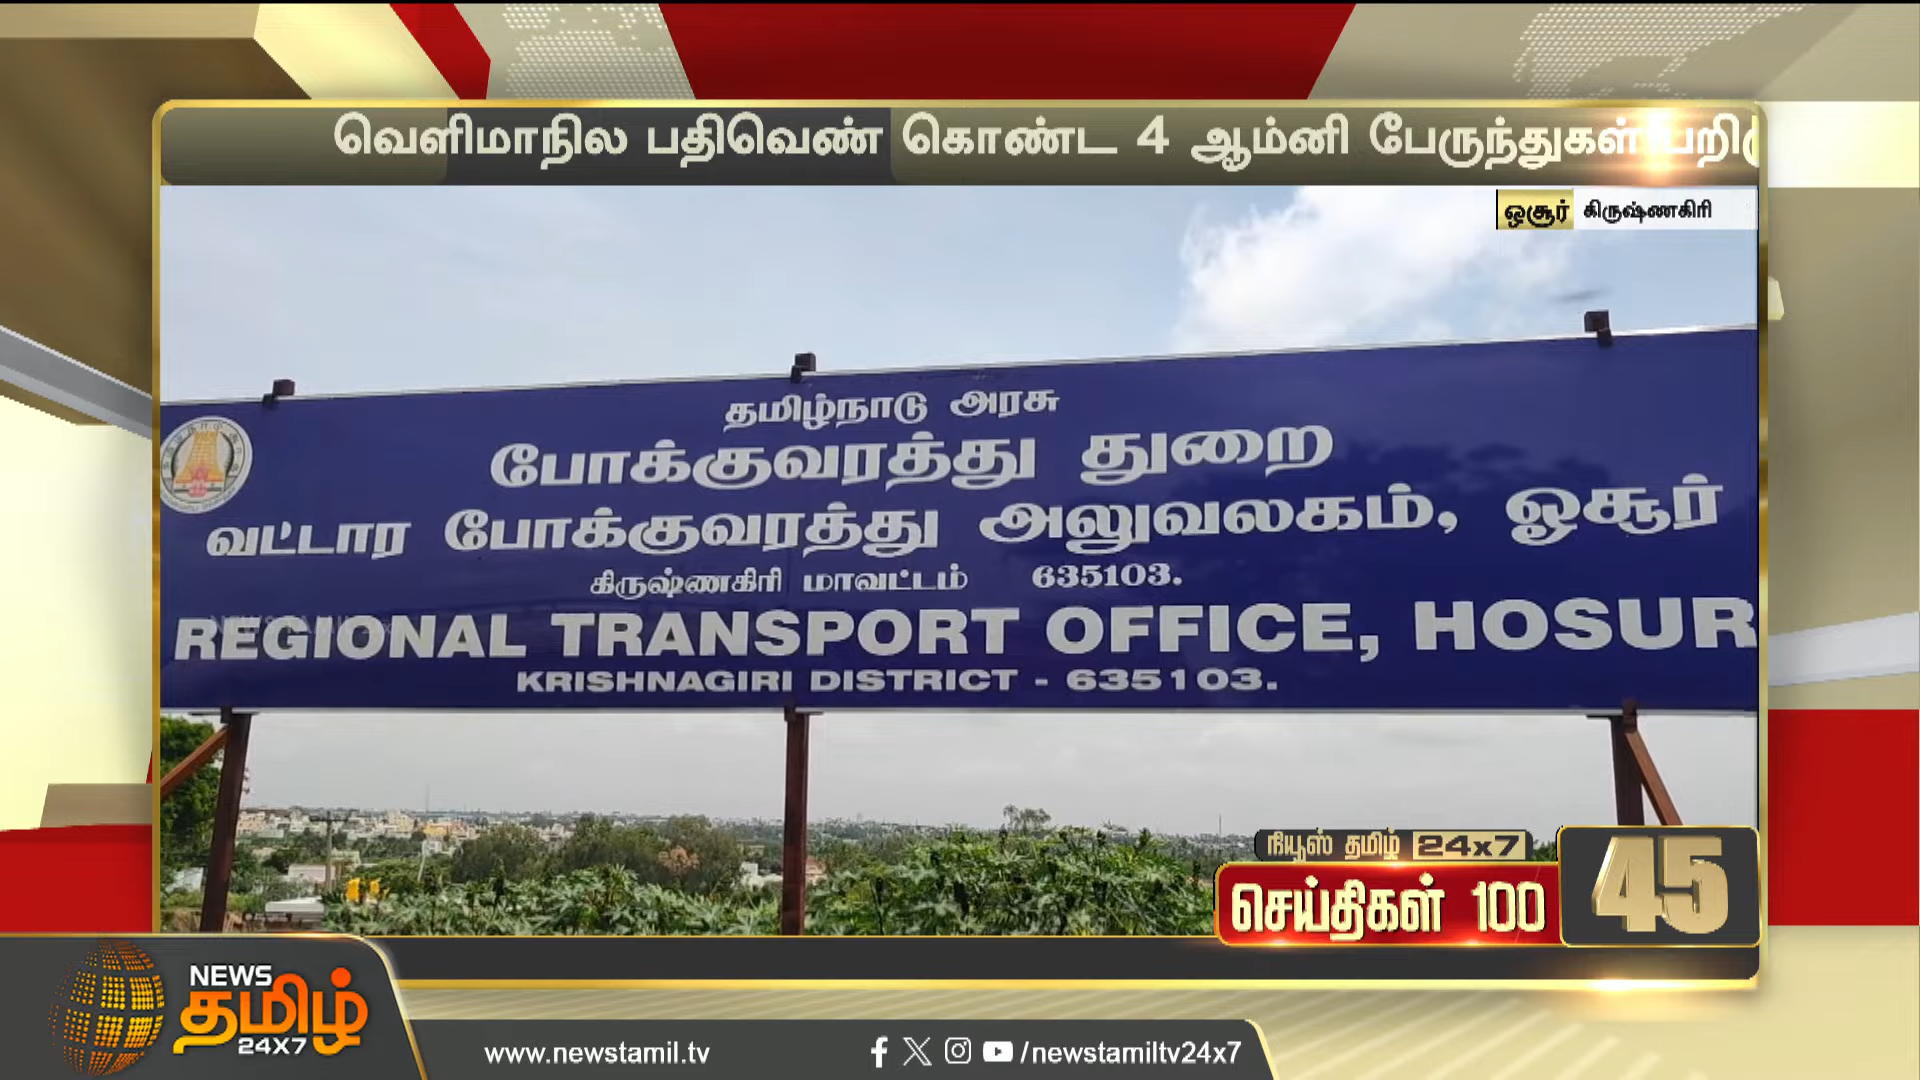 வெளிமாநில பதிவெண் கொண்ட 4 ஆம்னி பேருந்துகள்
ஒசூர் கிருஷ்ணகிரி
தமிழ்நாடு அரசு
போக்குவரத்து துறை
வட்டார போக்குவரத்து அலுவலகம், ஓசூர்
கிருஷ்ணகிரி மாவட்டம் 635103.
REGIONAL TRANSPORT OFFICE, HOSUR
KRISHNAGIRI DISTRICT - 635103.
நியூஸ் தமிழ் 24x7
செய்திகள் 100 45
NEWS
தமிழ்
24X7
www.newstamil.tv
/newstamiltv24x7